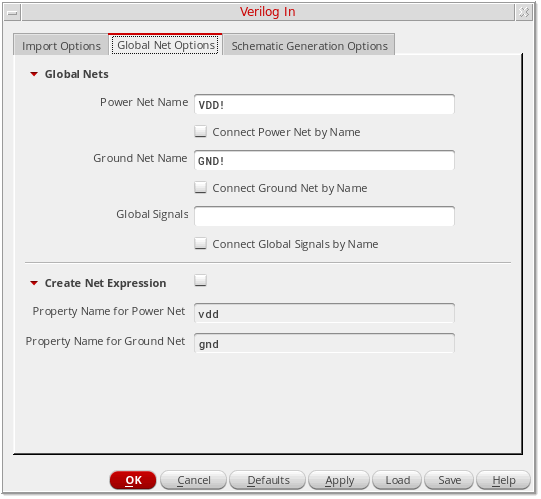 Verilog In
Import Options Global Net Options Schematic Generation Options
Global Nets
Power Net Name VDD!
Connect Power Net by Name
Ground Net Name GND!
Connect Ground Net by Name
Global Signals
Connect Global Signals by Name
Create Net Expression
Property Name for Power Net vdd
Property Name for Ground Net gnd
OK Cancel Defaults Apply Load Save Help